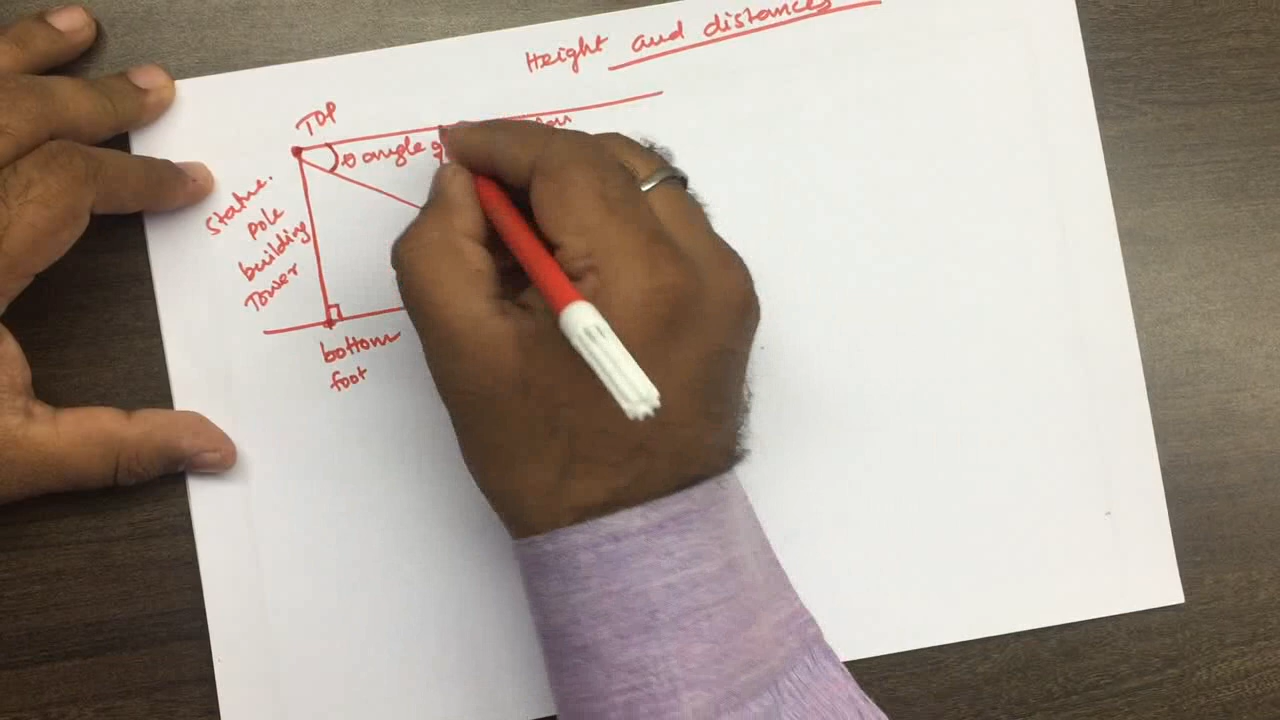 Height and distances
TOP
θ angle
statue.
pole
building
Tower
bottom
foot